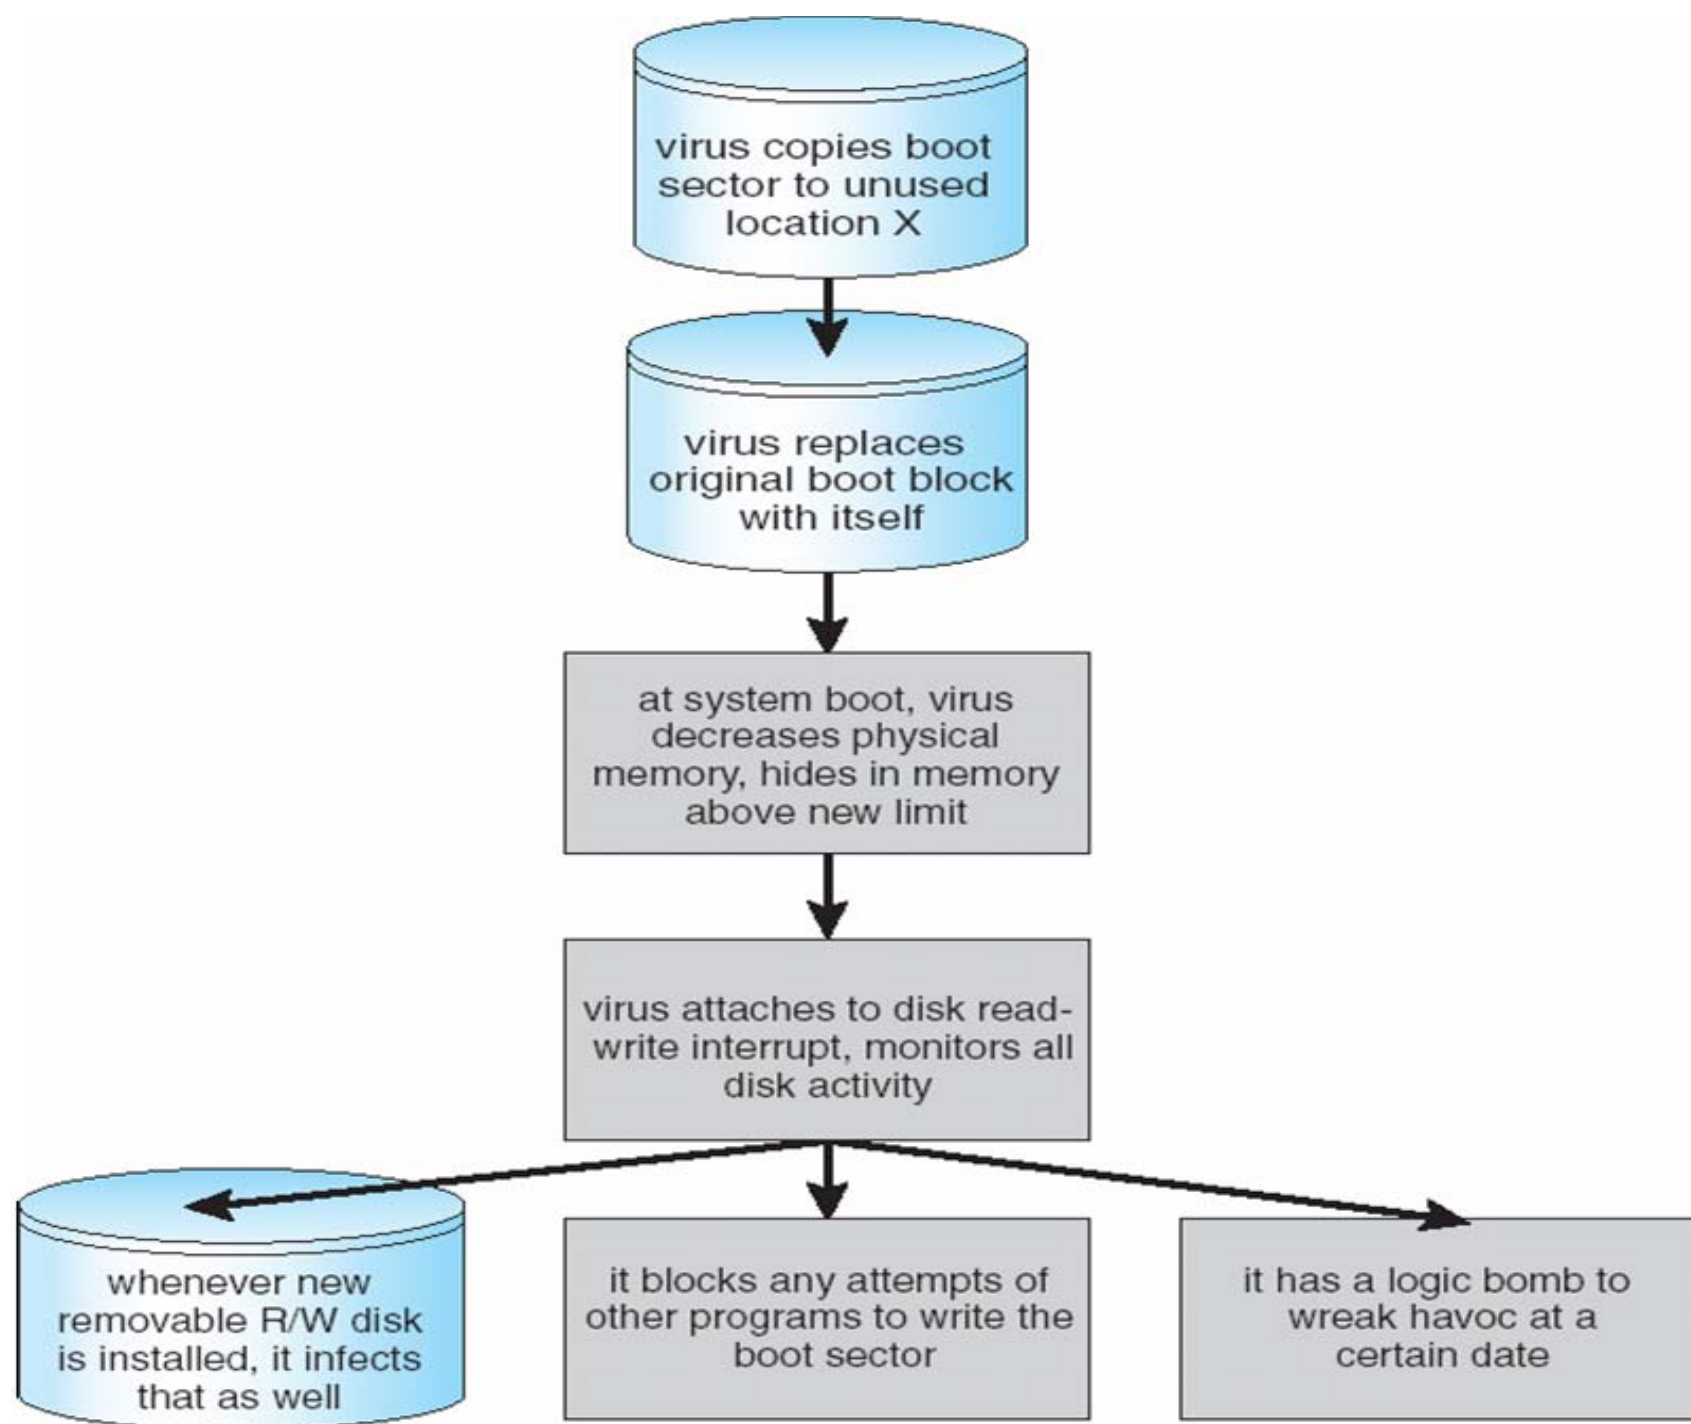 virus copies boot
sector to unused
location X
virus replaces
original boot block
with itself
at system boot, virus
decreases physical
memory, hides in memory
above new limit
virus attaches to disk read-
write interrupt, monitors all
disk activity
whenever new
removable R/W disk
is installed, it infects
that as well
it blocks any attempts of
other programs to write the
boot sector
it has a logic bomb to
wreak havoc at a
certain date